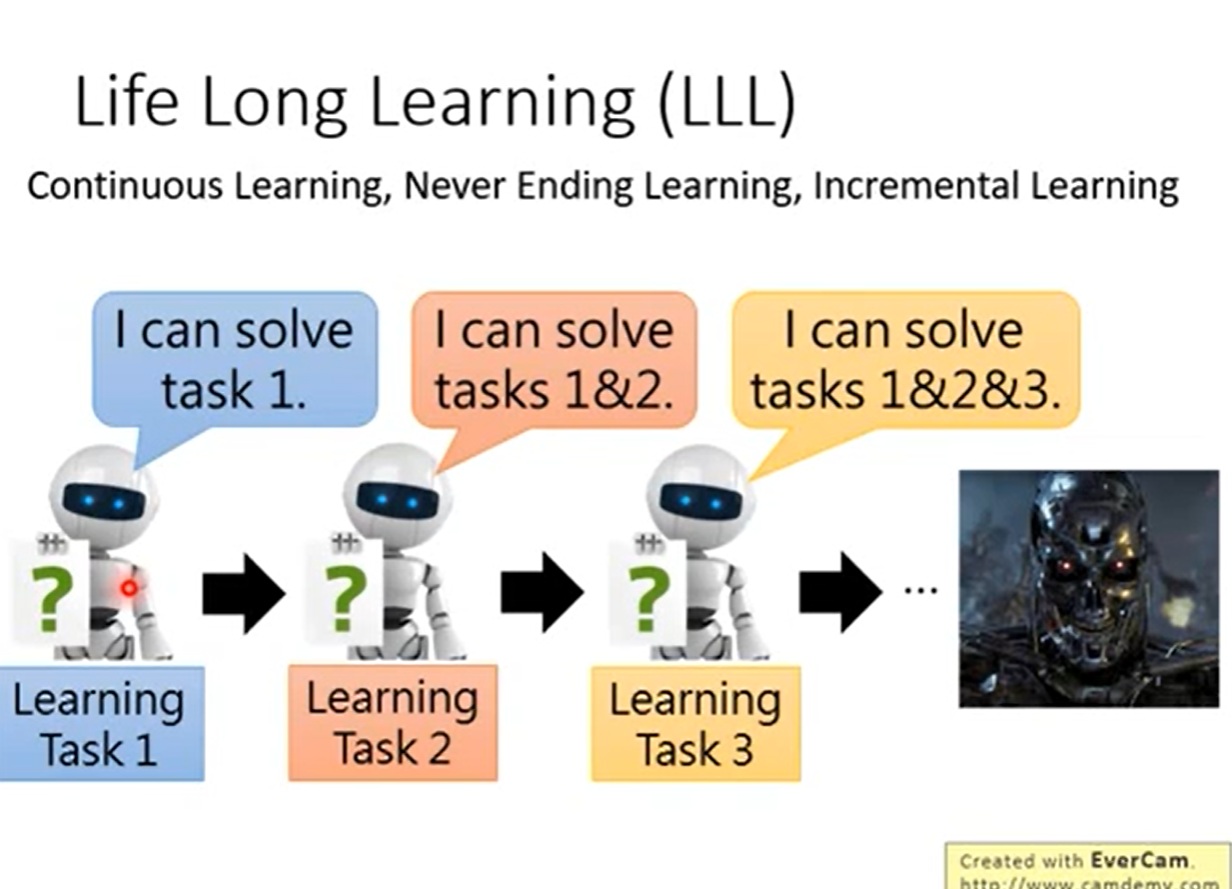 Life Long Learning (LLL)
Continuous Learning, Never Ending Learning, Incremental Learning
I can solve
task 1.
I can solve
tasks 1&2.
I can solve
tasks 1&2&3.
?
?
?
...
Learning
Task 1
Learning
Task 2
Learning
Task 3
Created with EverCam.
http://www.camdemy.com